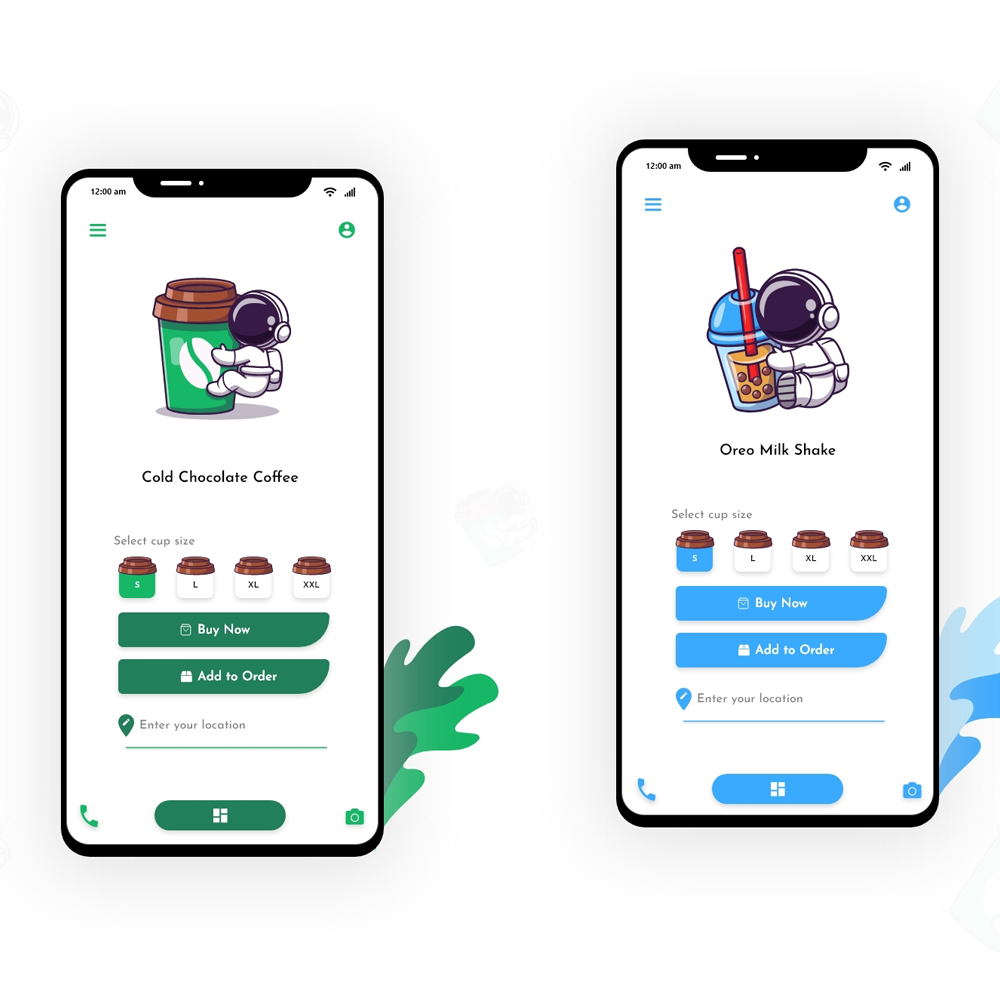 12:00 am
Cold Chocolate Coffee
Select cup size
S L XL XXL
Buy Now
Add to Order
Enter your location
12:00 am
Oreo Milk Shake
Select cup size
S L XL XXL
Buy Now
Add to Order
Enter your location